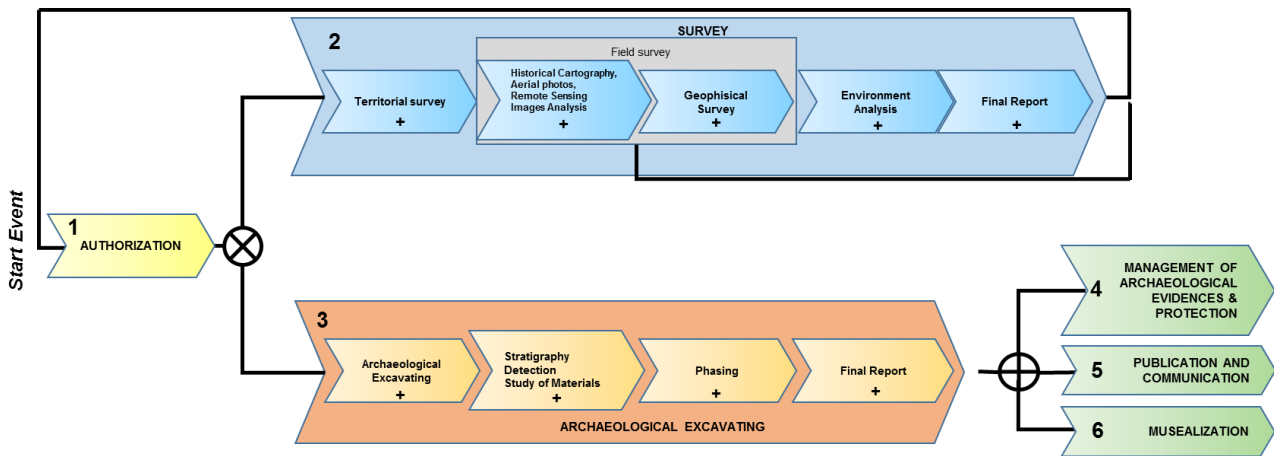 2
SURVEY
Field survey
Territorial survey
+
Historical Cartography,
Aerial photos,
Remote Sensing
Images Analysis
+
Geophisical
Survey
+
Environment
Analysis
+
Final Report
+
Start Event
1
AUTHORIZATION
3
Archaeological
Excavating
+
Stratigraphy
Detection
Study of Materials
+
Phasing
+
Final Report
+
ARCHAEOLOGICAL EXCAVATING
4
MANAGEMENT OF
ARCHAEOLOGICAL
EVIDENCES &
PROTECTION
5
PUBLICATION AND
COMMUNICATION
6
MUSEALIZATION